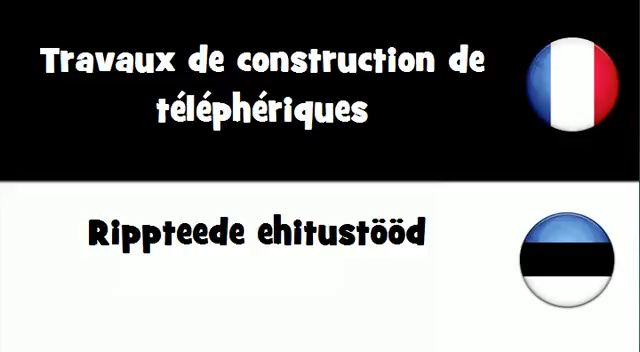 Travaux de construction de
téléphériques
Rippteede ehitustööd